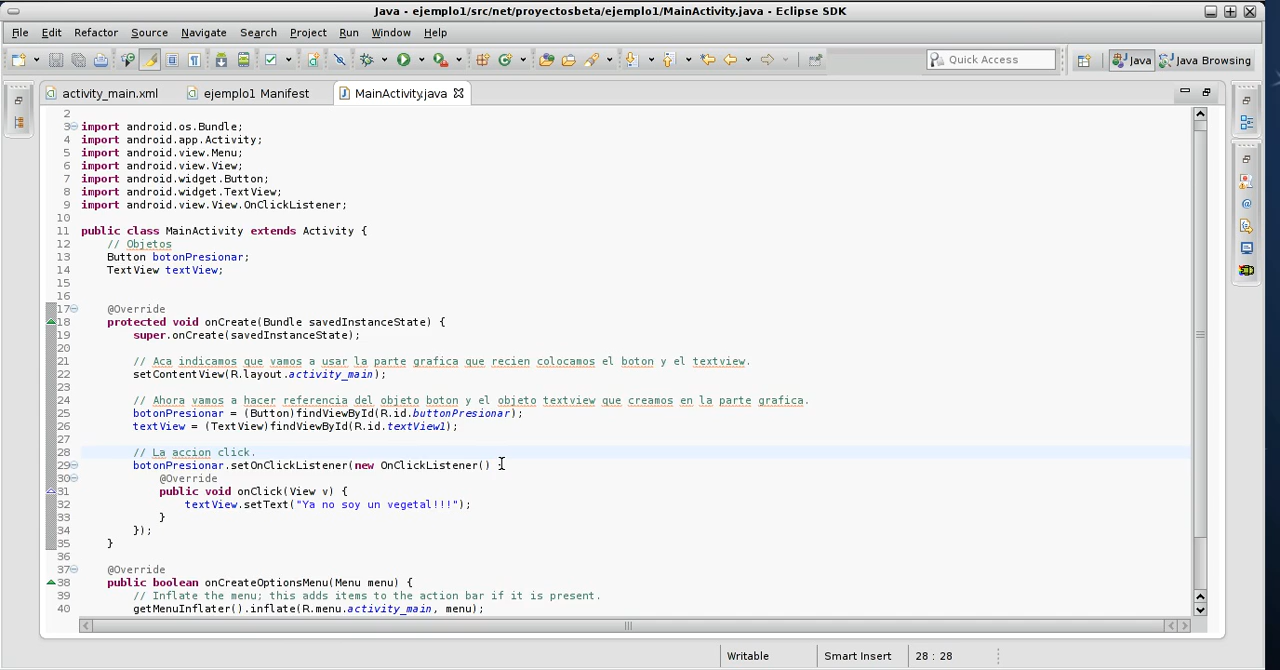 Java - ejemplo1/src/net/proyectosbeta/ejemplo1/MainActivity.java - Eclipse SDK
File Edit Refactor Source Navigate Search Project Run Window Help
Quick Access Java Java Browsing
activity_main.xml ejemplo1 Manifest MainActivity.java
2
3 import android.os.Bundle;
4 import android.app.Activity;
5 import android.view.Menu;
6 import android.view.View;
7 import android.widget.Button;
8 import android.widget.TextView;
9 import android.view.View.OnClickListener;
10
11 public class MainActivity extends Activity {
12 // Objetos
13 Button botonPresionar;
14 TextView textView;
15
16
17 @Override
18 protected void onCreate(Bundle savedInstanceState) {
19 super.onCreate(savedInstanceState);
20
21 // Aca indicamos que vamos a usar la parte grafica que recien colocamos el boton y el textview.
22 setContentView(R.layout.activity_main);
23
24 // Ahora vamos a hacer referencia del objeto boton y el objeto textview que creamos en la parte grafica.
25 botonPresionar = (Button)findViewById(R.id.buttonPresionar);
26 textView = (TextView)findViewById(R.id.textView1);
27
28 // La accion click.
29 botonPresionar.setOnClickListener(new OnClickListener()
30 @Override
31 public void onClick(View v) {
32 textView.setText("Ya no soy un vegetal!!!");
33 }
34 });
35 }
36
37 @Override
38 public boolean onCreateOptionsMenu(Menu menu) {
39 // Inflate the menu; this adds items to the action bar if it is present.
40 getMenuInflater().inflate(R.menu.activity_main, menu);
Writable Smart Insert 28 : 28